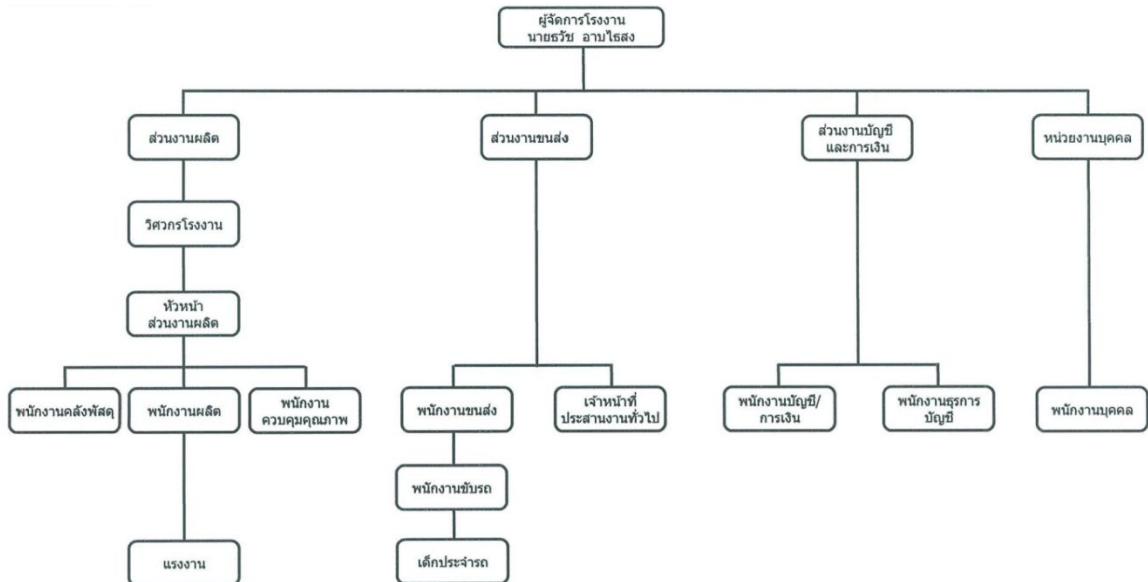 ผู้จัดการโรงงาน
นายธวัช อาบไธสง
ส่วนงานผลิต
ส่วนงานขนส่ง
ส่วนงานบัญชี
และการเงิน
หน่วยงานบุคคล
วิศวกรโรงงาน
หัวหน้า
ส่วนงานผลิต
พนักงานคลังพัสดุ
พนักงานผลิต
พนักงาน
ควบคุมคุณภาพ
พนักงานขนส่ง
เจ้าหน้าที่
ประสานงานทั่วไป
พนักงานบัญชี/
การเงิน
พนักงานธุรการ
บัญชี
พนักงานบุคคล
พนักงานขับรถ
แรงงาน
เด็กประจำรถ